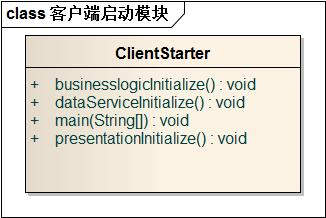 class 客户端启动模块
ClientStarter
+ businesslogicInitialize() : void
+ dataServiceInitialize() : void
+ main(String[]) : void
+ presentationInitialize() : void